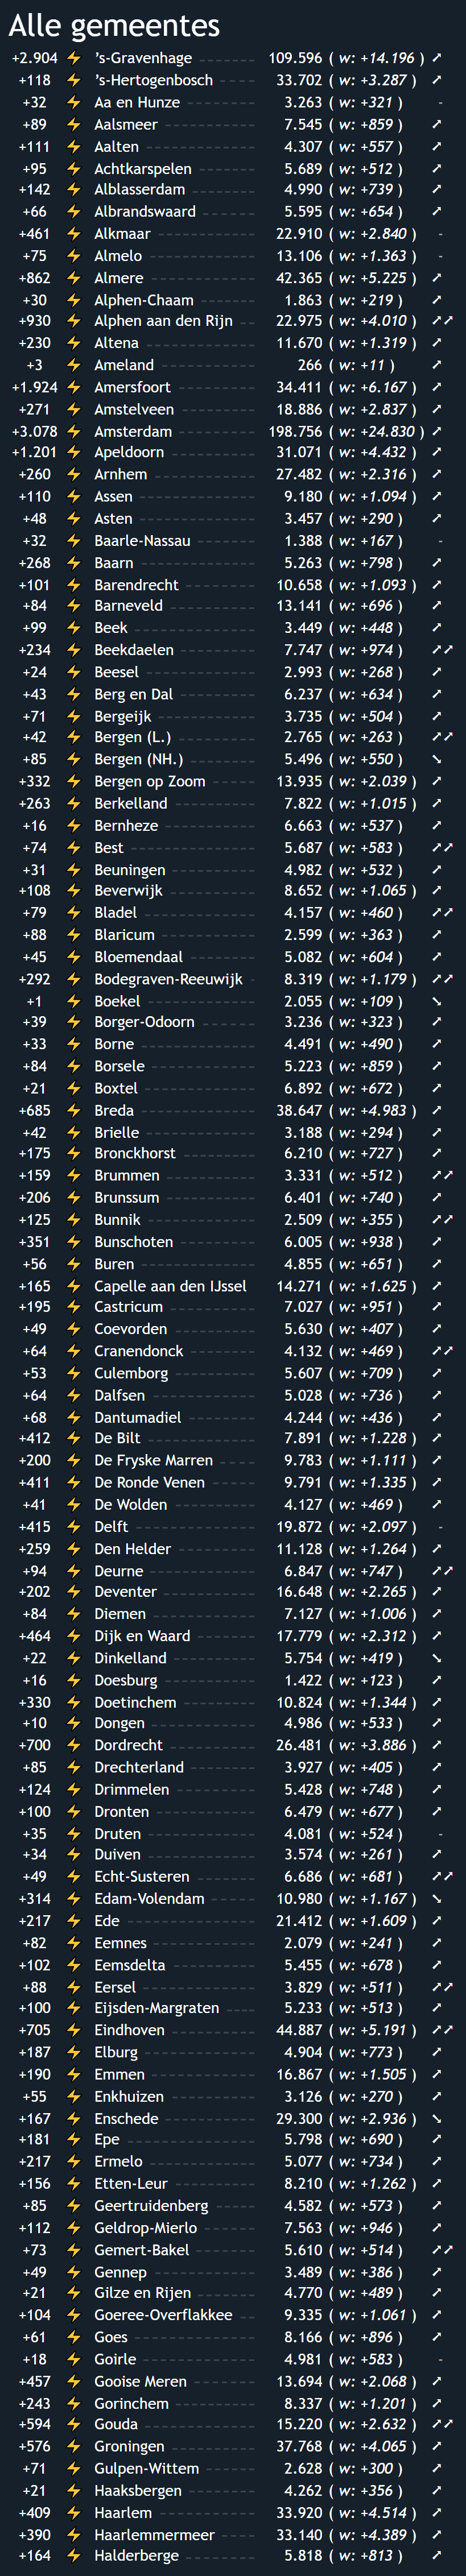 Alle gemeentes
+2.904 ⚡ ’s-Gravenhage 109.596 ( w: +14.196 ) ➚
+118 ⚡ ’s-Hertogenbosch 33.702 ( w: +3.287 ) ➚
+32 ⚡ Aa en Hunze 3.263 ( w: +321 ) -
+89 ⚡ Aalsmeer 7.545 ( w: +859 ) ➚
+111 ⚡ Aalten 4.307 ( w: +557 ) ➚
+95 ⚡ Achtkarspelen 5.689 ( w: +512 ) ➚
+142 ⚡ Alblasserdam 4.990 ( w: +739 ) ➚
+66 ⚡ Albrandswaard 5.595 ( w: +654 ) ➚
+461 ⚡ Alkmaar 22.910 ( w: +2.840 ) -
+75 ⚡ Almelo 13.106 ( w: +1.363 ) -
+862 ⚡ Almere 42.365 ( w: +5.225 ) ➚
+30 ⚡ Alphen-Chaam 1.863 ( w: +219 ) ➚
+930 ⚡ Alphen aan den Rijn 22.975 ( w: +4.010 ) ➚➚
+230 ⚡ Altena 11.670 ( w: +1.319 ) ➚
+3 ⚡ Ameland 266 ( w: +11 ) ➚
+1.924 ⚡ Amersfoort 34.411 ( w: +6.167 ) ➚
+271 ⚡ Amstelveen 18.886 ( w: +2.837 ) ➚
+3.078 ⚡ Amsterdam 198.756 ( w: +24.830 ) ➚
+1.201 ⚡ Apeldoorn 31.071 ( w: +4.432 ) ➚
+260 ⚡ Arnhem 27.482 ( w: +2.316 ) ➚
+110 ⚡ Assen 9.180 ( w: +1.094 ) ➚
+48 ⚡ Asten 3.457 ( w: +290 ) ➚
+32 ⚡ Baarle-Nassau 1.388 ( w: +167 ) -
+268 ⚡ Baarn 5.263 ( w: +798 ) ➚
+101 ⚡ Barendrecht 10.658 ( w: +1.093 ) ➚
+84 ⚡ Barneveld 13.141 ( w: +696 ) ➚
+99 ⚡ Beek 3.449 ( w: +448 ) ➚
+234 ⚡ Beekdaelen 7.747 ( w: +974 ) ➚➚
+24 ⚡ Beesel 2.993 ( w: +268 ) ➚
+43 ⚡ Berg en Dal 6.237 ( w: +634 ) ➚
+71 ⚡ Bergeijk 3.735 ( w: +504 ) ➚
+42 ⚡ Bergen (L.) 2.765 ( w: +263 ) ➚➚
+85 ⚡ Bergen (NH.) 5.496 ( w: +550 ) ➘
+332 ⚡ Bergen op Zoom 13.935 ( w: +2.039 ) ➚
+263 ⚡ Berkelland 7.822 ( w: +1.015 ) ➚
+16 ⚡ Bernheze 6.663 ( w: +537 ) ➚
+74 ⚡ Best 5.687 ( w: +583 ) ➚➚
+31 ⚡ Beuningen 4.982 ( w: +532 ) ➚
+108 ⚡ Beverwijk 8.652 ( w: +1.065 ) ➚
+79 ⚡ Bladel 4.157 ( w: +460 ) ➚➚
+88 ⚡ Blaricum 2.599 ( w: +363 ) ➚
+45 ⚡ Bloemendaal 5.082 ( w: +604 ) ➚
+292 ⚡ Bodegraven-Reeuwijk 8.319 ( w: +1.179 ) ➚➚
+1 ⚡ Boekel 2.055 ( w: +109 ) ➘
+39 ⚡ Borger-Odoorn 3.236 ( w: +323 ) ➚
+33 ⚡ Borne 4.491 ( w: +490 ) ➚
+84 ⚡ Borsele 5.223 ( w: +859 ) ➚
+21 ⚡ Boxtel 6.892 ( w: +672 ) ➚
+685 ⚡ Breda 38.647 ( w: +4.983 ) ➚
+42 ⚡ Brielle 3.188 ( w: +294 ) ➚
+175 ⚡ Bronckhorst 6.210 ( w: +727 ) ➚
+159 ⚡ Brummen 3.331 ( w: +512 ) ➚➚
+206 ⚡ Brunssum 6.401 ( w: +740 ) ➚
+125 ⚡ Bunnik 2.509 ( w: +355 ) ➚➚
+351 ⚡ Bunschoten 6.005 ( w: +938 ) ➚
+56 ⚡ Buren 4.855 ( w: +651 ) ➚
+165 ⚡ Capelle aan den IJssel 14.271 ( w: +1.625 ) ➚
+195 ⚡ Castricum 7.027 ( w: +951 ) ➚
+49 ⚡ Coevorden 5.630 ( w: +407 ) ➚
+64 ⚡ Cranendonck 4.132 ( w: +469 ) ➚➚
+53 ⚡ Culemborg 5.607 ( w: +709 ) ➚
+64 ⚡ Dalfsen 5.028 ( w: +736 ) ➚
+68 ⚡ Dantumadiel 4.244 ( w: +436 ) ➚
+412 ⚡ De Bilt 7.891 ( w: +1.228 ) ➚
+200 ⚡ De Fryske Marren 9.783 ( w: +1.111 ) ➚
+411 ⚡ De Ronde Venen 9.791 ( w: +1.335 ) ➚
+41 ⚡ De Wolden 4.127 ( w: +469 ) ➚
+415 ⚡ Delft 19.872 ( w: +2.097 ) -
+259 ⚡ Den Helder 11.128 ( w: +1.264 ) ➚
+94 ⚡ Deurne 6.847 ( w: +747 ) ➚➚
+202 ⚡ Deventer 16.648 ( w: +2.265 ) ➚
+84 ⚡ Diemen 7.127 ( w: +1.006 ) ➚
+464 ⚡ Dijk en Waard 17.779 ( w: +2.312 ) ➚
+22 ⚡ Dinkelland 5.754 ( w: +419 ) ➘
+16 ⚡ Doesburg 1.422 ( w: +123 ) ➚
+330 ⚡ Doetinchem 10.824 ( w: +1.344 ) ➚
+10 ⚡ Dongen 4.986 ( w: +533 ) ➚
+700 ⚡ Dordrecht 26.481 ( w: +3.886 ) ➚
+85 ⚡ Drechterland 3.927 ( w: +405 ) ➚
+124 ⚡ Drimmelen 5.428 ( w: +748 ) ➚
+100 ⚡ Dronten 6.479 ( w: +677 ) ➚
+35 ⚡ Druten 4.081 ( w: +524 ) -
+34 ⚡ Duiven 3.574 ( w: +261 ) ➚
+49 ⚡ Echt-Susteren 6.686 ( w: +681 ) ➚➚
+314 ⚡ Edam-Volendam 10.980 ( w: +1.167 ) ➘
+217 ⚡ Ede 21.412 ( w: +1.609 ) ➚
+82 ⚡ Eemnes 2.079 ( w: +241 ) ➚
+102 ⚡ Eemsdelta 5.455 ( w: +678 ) ➚
+88 ⚡ Eersel 3.829 ( w: +511 ) ➚➚
+100 ⚡ Eijsden-Margraten 5.233 ( w: +513 ) ➚
+705 ⚡ Eindhoven 44.887 ( w: +5.191 ) ➚➚
+187 ⚡ Elburg 4.904 ( w: +773 ) ➚
+190 ⚡ Emmen 16.867 ( w: +1.505 ) ➚
+55 ⚡ Enkhuizen 3.126 ( w: +270 ) ➚
+167 ⚡ Enschede 29.300 ( w: +2.936 ) ➘
+181 ⚡ Epe 5.798 ( w: +690 ) ➚
+217 ⚡ Ermelo 5.077 ( w: +734 ) ➚
+156 ⚡ Etten-Leur 8.210 ( w: +1.262 ) ➚
+85 ⚡ Geertruidenberg 4.582 ( w: +573 ) ➚
+112 ⚡ Geldrop-Mierlo 7.563 ( w: +946 ) ➚
+73 ⚡ Gemert-Bakel 5.610 ( w: +514 ) ➚➚
+49 ⚡ Gennep 3.489 ( w: +386 ) ➚
+21 ⚡ Gilze en Rijen 4.770 ( w: +489 ) ➚
+104 ⚡ Goeree-Overflakkee 9.335 ( w: +1.061 ) ➚
+61 ⚡ Goes 8.166 ( w: +896 ) ➚
+18 ⚡ Goirle 4.981 ( w: +583 ) -
+457 ⚡ Gooise Meren 13.694 ( w: +2.068 ) ➚
+243 ⚡ Gorinchem 8.337 ( w: +1.201 ) ➚
+594 ⚡ Gouda 15.220 ( w: +2.632 ) ➚➚
+576 ⚡ Groningen 37.768 ( w: +4.065 ) ➚
+71 ⚡ Gulpen-Wittem 2.628 ( w: +300 ) ➚
+21 ⚡ Haaksbergen 4.262 ( w: +356 ) ➚
+409 ⚡ Haarlem 33.920 ( w: +4.514 ) ➚
+390 ⚡ Haarlemmermeer 33.140 ( w: +4.389 ) ➚
+164 ⚡ Halderberge 5.818 ( w: +813 ) ➚